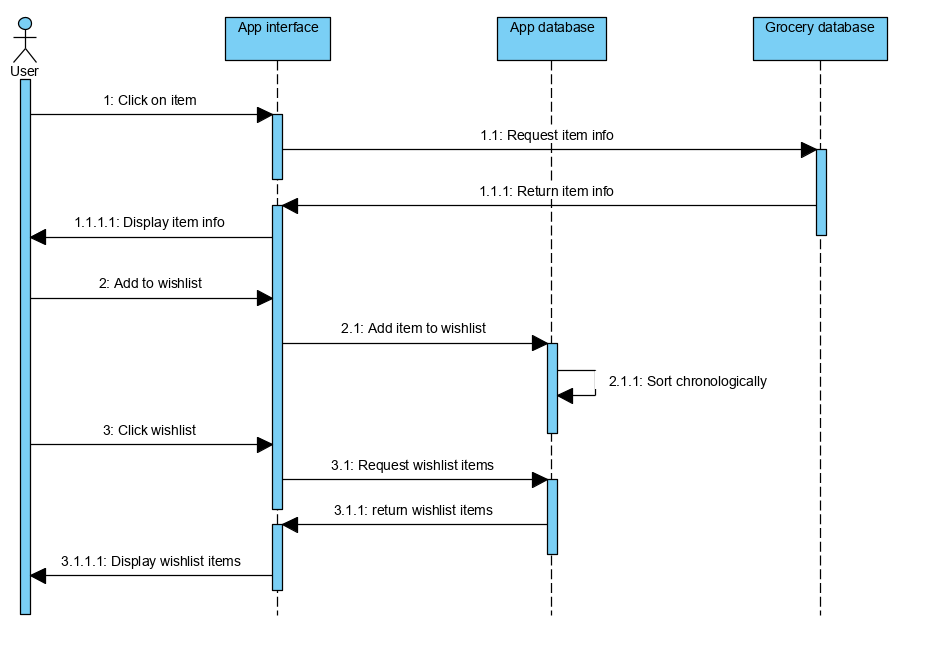 App interface
App database
Grocery database
User
1: Click on item
1.1: Request item info
1.1.1: Return item info
1.1.1.1: Display item info
2: Add to wishlist
2.1: Add item to wishlist
2.1.1: Sort chronologically
3: Click wishlist
3.1: Request wishlist items
3.1.1: return wishlist items
3.1.1.1: Display wishlist items